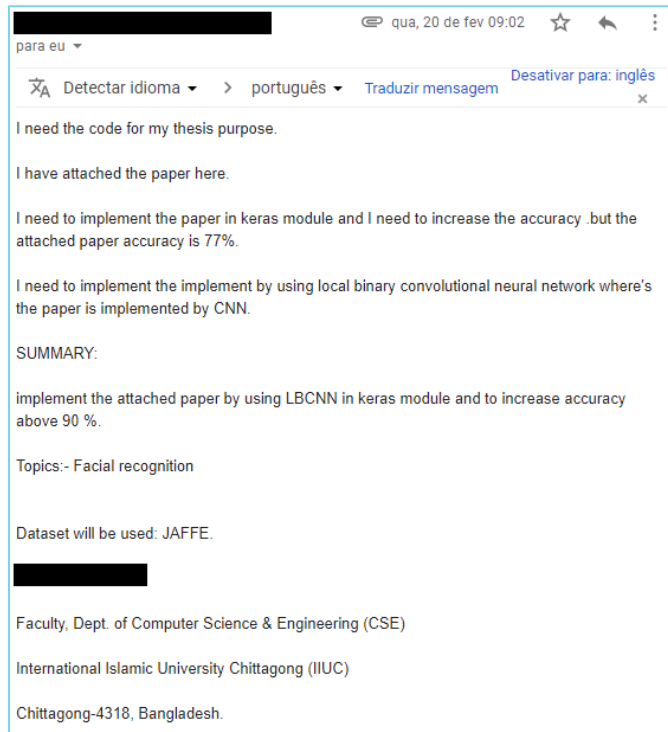 qua, 20 de fev 09:02
para eu
Detectar idioma > português Traduzir mensagem Desativar para: inglês ×
I need the code for my thesis purpose.
I have attached the paper here.
I need to implement the paper in keras module and I need to increase the accuracy .but the
attached paper accuracy is 77%.
I need to implement the implement by using local binary convolutional neural network where's
the paper is implemented by CNN.
SUMMARY:
implement the attached paper by using LBCNN in keras module and to increase accuracy
above 90 %.
Topics:- Facial recognition
Dataset will be used: JAFFE.
Faculty, Dept. of Computer Science & Engineering (CSE)
International Islamic University Chittagong (IIUC)
Chittagong-4318, Bangladesh.